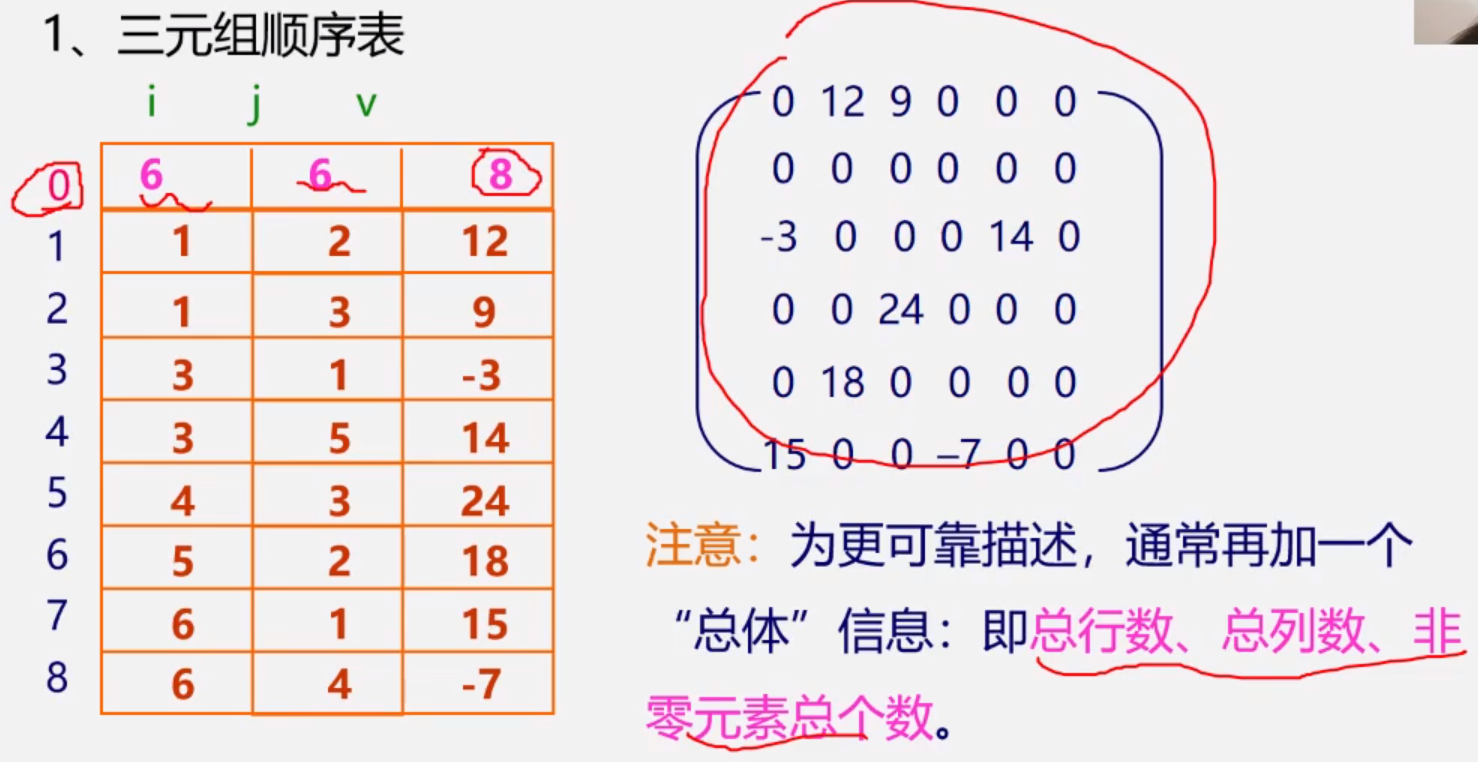 1、三元组顺序表
i j v
0 6 6 8
1 1 2 12
2 1 3 9
3 3 1 -3
4 3 5 14
5 4 3 24
6 5 2 18
7 6 1 15
8 6 4 -7
0 12 9 0 0 0
0 0 0 0 0 0
-3 0 0 0 14 0
0 0 24 0 0 0
0 18 0 0 0 0
15 0 0 –7 0 0
注意：为更可靠描述，通常再加一个
“总体”信息：即总行数、总列数、非
零元素总个数。